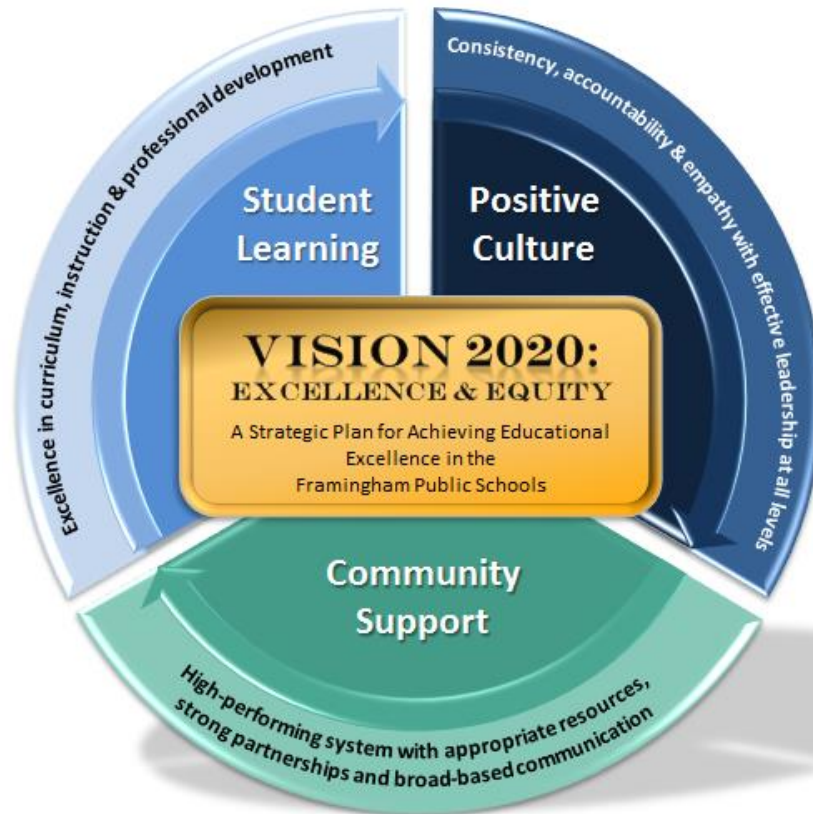 Excellence in curriculum, instruction & professional development
Student
Learning
Consistency, accountability & empathy with effective leadership at all levels
Positive
Culture
VISION 2020:
EXCELLENCE & EQUITY
A Strategic Plan for Achieving Educational
Excellence in the
Framingham Public Schools
Community
Support
High-performing system with appropriate resources,
strong partnerships and broad-based communication